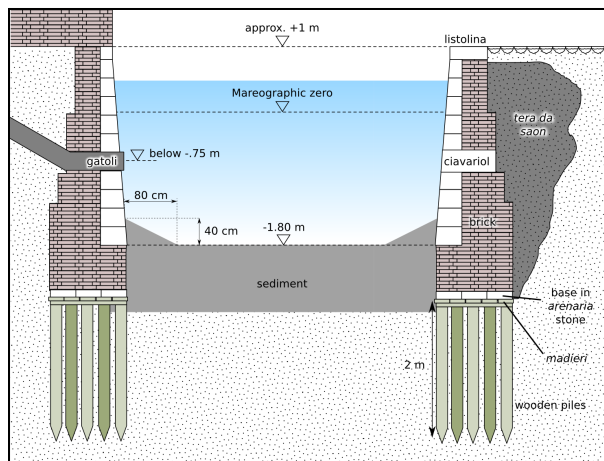 approx. +1 m
listolina
Mareographic zero
tera da
saon
gatoli
below -.75 m
ciavariol
80 cm
40 cm
-1.80 m
brick
sediment
base in
arenaria
stone
2 m
madieri
wooden piles